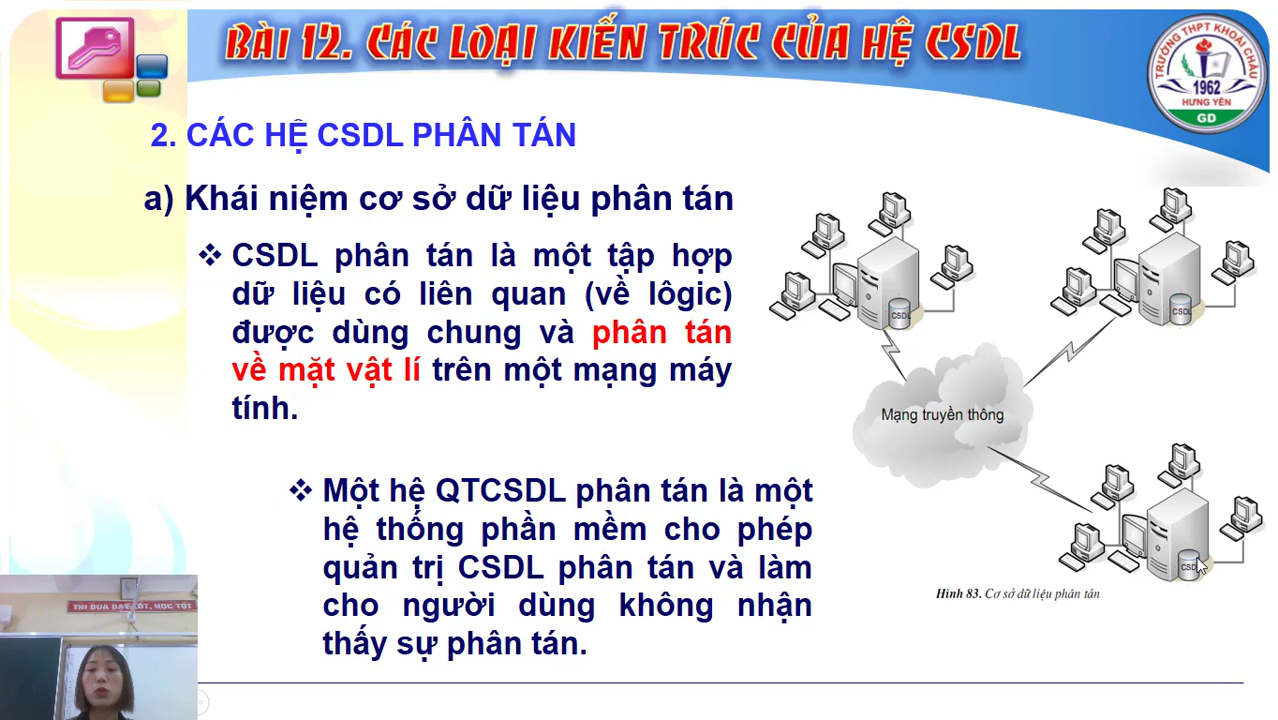 BÀI 12. CÁC LOẠI KIẾN TRÚC CỦA HỆ CSDL
TRƯỜNG THPT KHOÁI CHÂU
1962
HƯNG YÊN
GD
2. CÁC HỆ CSDL PHÂN TÁN
a) Khái niệm cơ sở dữ liệu phân tán
❖ CSDL phân tán là một tập hợp
dữ liệu có liên quan (về lôgic)
được dùng chung và phân tán
về mặt vật lí trên một mạng máy
tính.
❖ Một hệ QTCSDL phân tán là một
hệ thống phần mềm cho phép
quản trị CSDL phân tán và làm
cho người dùng không nhận
thấy sự phân tán.
CSDL
CSDL
Mạng truyền thông
CSD
Hình 83. Cơ sở dữ liệu phân tán
THI ĐUA DẠY TỐT, HỌC TỐT